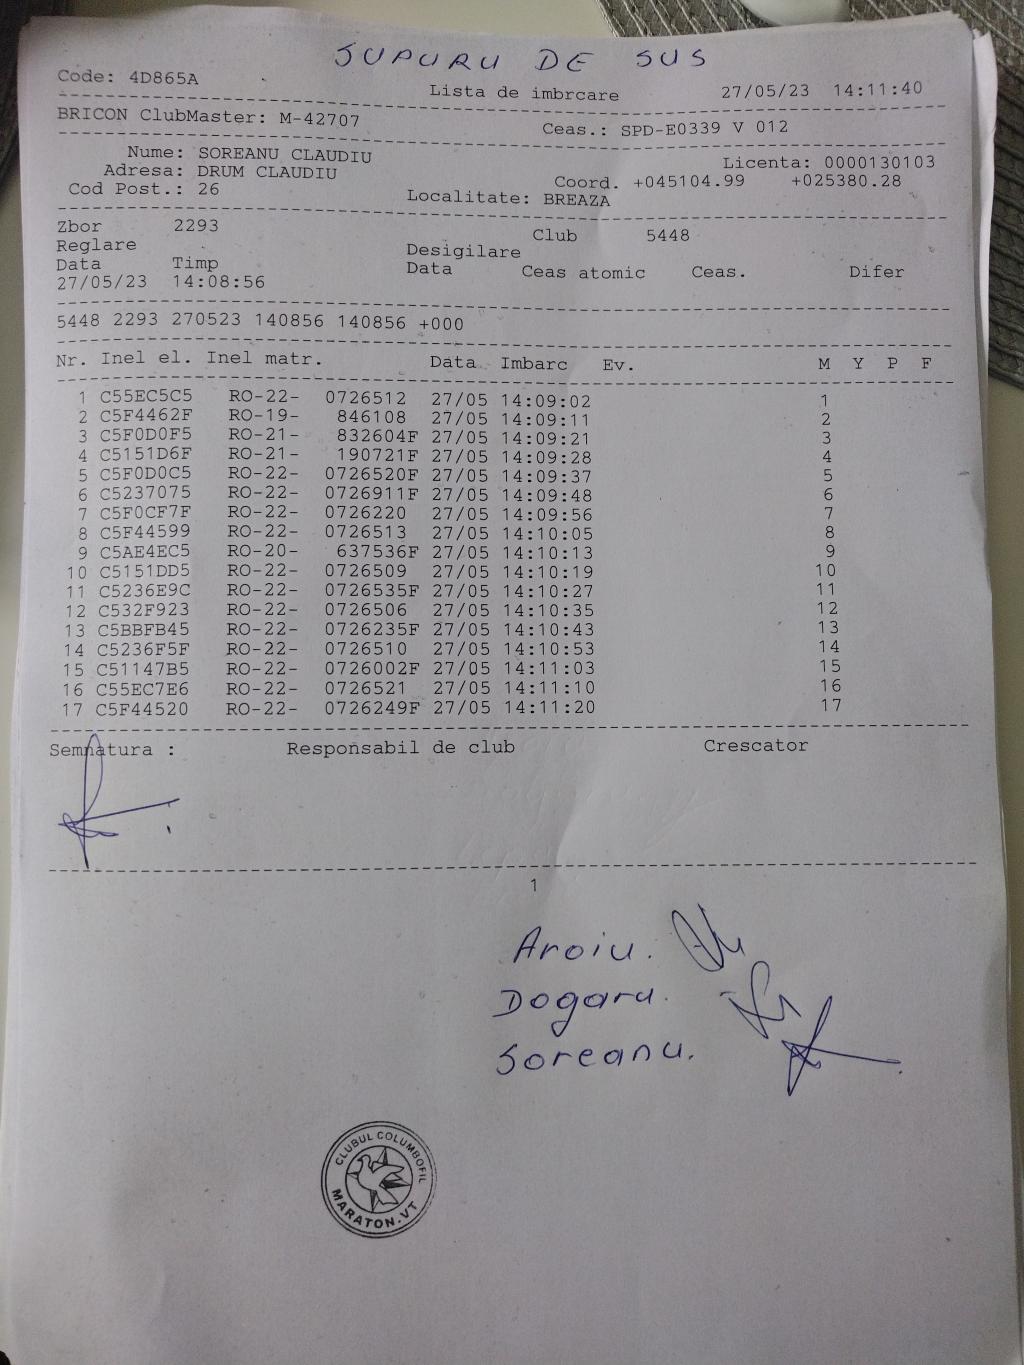 SUPURU DE SUS
Code: 4D865A Lista de imbrcare 27/05/23 14:11:40
BRICON ClubMaster: M-42707 Ceas.: SPD-E0339 V 012
Nume: SOREANU CLAUDIU Licenta: 0000130103
Adresa: DRUM CLAUDIU Coord. +045104.99 +025380.28
Cod Post.: 26 Localitate: BREAZA
Zbor 2293 Club 5448
Reglare Desigilare
Data Timp Data Ceas atomic Ceas. Difer
27/05/23 14:08:56
5448 2293 270523 140856 140856 +000
Nr. Inel el. Inel matr. Data Imbarc Ev. M Y P F
1 C55EC5C5 RO-22- 0726512 27/05 14:09:02 1
2 C5F4462F RO-19- 846108 27/05 14:09:11 2
3 C5F0D0F5 RO-21- 832604F 27/05 14:09:21 3
4 C5151D6F RO-21- 190721F 27/05 14:09:28 4
5 C5F0D0C5 RO-22- 0726520F 27/05 14:09:37 5
6 C5237075 RO-22- 0726911F 27/05 14:09:48 6
7 C5F0CF7F RO-22- 0726220 27/05 14:09:56 7
8 C5F44599 RO-22- 0726513 27/05 14:10:05 8
9 C5AE4EC5 RO-20- 637536F 27/05 14:10:13 9
10 C5151DD5 RO-22- 0726509 27/05 14:10:19 10
11 C5236E9C RO-22- 0726535F 27/05 14:10:27 11
12 C532F923 RO-22- 0726506 27/05 14:10:35 12
13 C5BBFB45 RO-22- 0726235F 27/05 14:10:43 13
14 C5236F5F RO-22- 0726510 27/05 14:10:53 14
15 C51147B5 RO-22- 0726002F 27/05 14:11:03 15
16 C55EC7E6 RO-22- 0726521 27/05 14:11:10 16
17 C5F44520 RO-22- 0726249F 27/05 14:11:20 17
Semnatura : Responsabil de club Crescator
1
Aroiu.
Dogaru.
Soreanu.
CLUBUL COLUMBOFIL
MARATON.VT